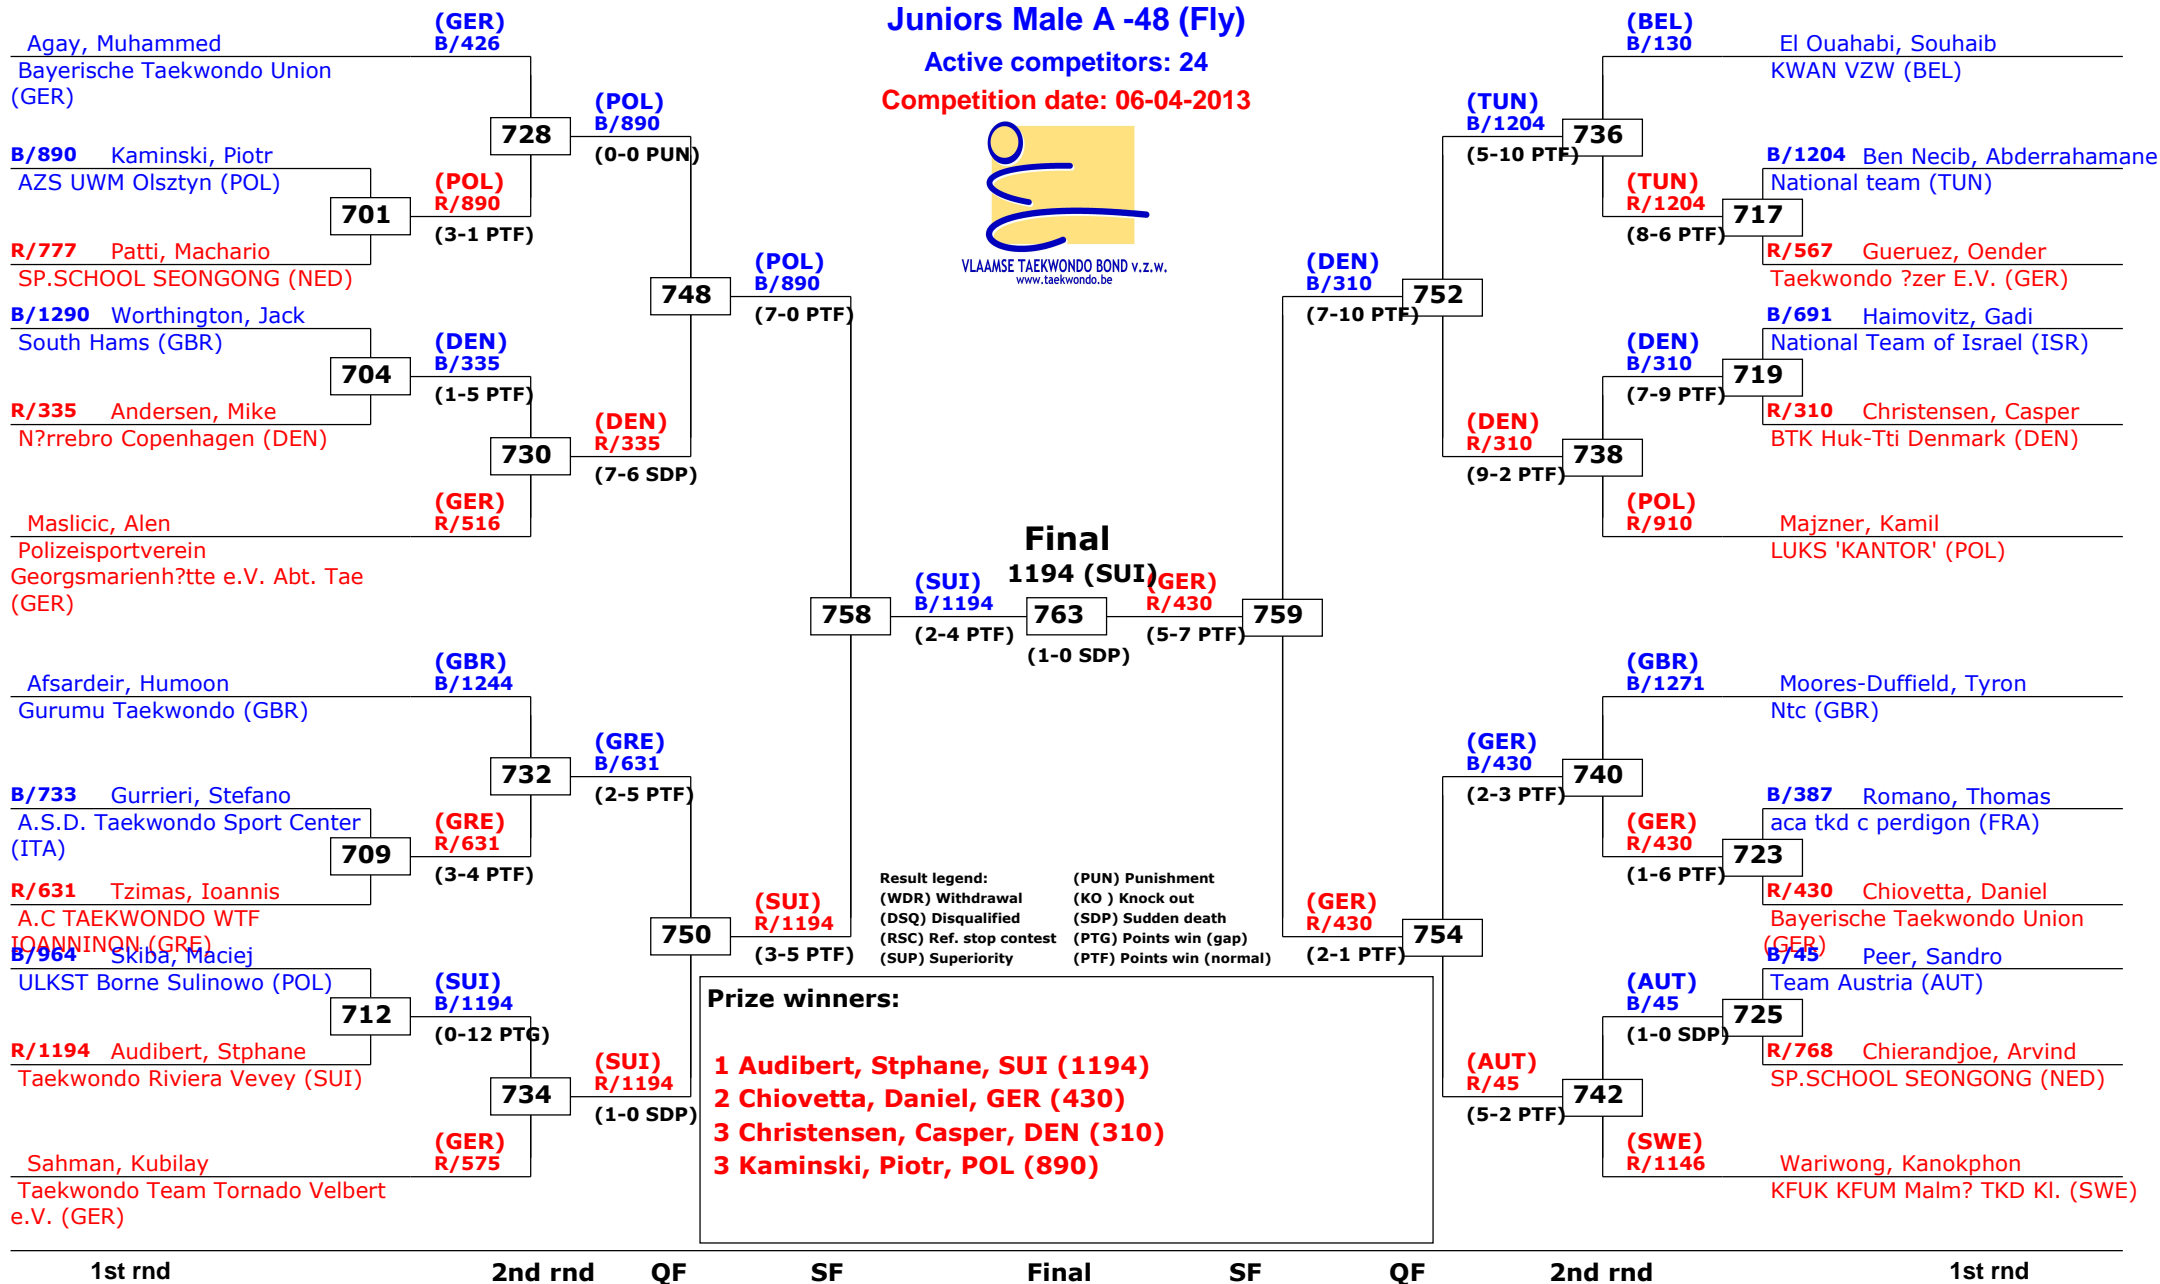 Juniors Male A -48 (Fly)
Active competitors: 24
Competition date: 06-04-2013
VLAAMSE TAEKWONDO BOND v.z.w.
www.taekwondo.be
Agay, Muhammed
Bayerische Taekwondo Union
(GER)
(GER)
B/426
B/890 Kaminski, Piotr
AZS UWM Olsztyn (POL)
701
R/777 Patti, Machario
SP.SCHOOL SEONGONG (NED)
(POL)
R/890
(3-1 PTF)
728
(POL)
B/890
(0-0 PUN)
B/1290 Worthington, Jack
South Hams (GBR)
704
R/335 Andersen, Mike
N?rrebro Copenhagen (DEN)
(DEN)
B/335
(1-5 PTF)
730
(DEN)
R/335
(7-6 SDP)
Maslicic, Alen
Polizeisportverein
Georgsmarienh?tte e.V. Abt. Tae
(GER)
(GER)
R/516
748
(POL)
B/890
(7-0 PTF)
Afsardeir, Humoon
Gurumu Taekwondo (GBR)
(GBR)
B/1244
B/733 Gurrieri, Stefano
A.S.D. Taekwondo Sport Center
(ITA)
709
R/631 Tzimas, Ioannis
A.C TAEKWONDO WTF
IOANNINON (GRE)
(GRE)
R/631
(3-4 PTF)
732
(GRE)
B/631
(2-5 PTF)
B/964 Skiba, Maciej
ULKST Borne Sulinowo (POL)
712
R/1194 Audibert, Stphane
Taekwondo Riviera Vevey (SUI)
(SUI)
B/1194
(0-12 PTG)
734
(SUI)
R/1194
(1-0 SDP)
Sahman, Kubilay
Taekwondo Team Tornado Velbert
e.V. (GER)
(GER)
R/575
750
(SUI)
R/1194
(3-5 PTF)
758
(SUI)
B/1194
(2-4 PTF)
Final
1194 (SUI)
763
(1-0 SDP)
(GER)
R/430
(5-7 PTF)
759
(DEN)
B/310
(7-10 PTF)
752
(TUN)
B/1204
(5-10 PTF)
736
(BEL)
B/130
El Ouahabi, Souhaib
KWAN VZW (BEL)
(TUN)
R/1204
(8-6 PTF)
717
B/1204 Ben Necib, Abderrahamane
National team (TUN)
R/567 Gueruez, Oender
Taekwondo ?zer E.V. (GER)
(DEN)
R/310
(9-2 PTF)
738
(DEN)
B/310
(7-9 PTF)
719
B/691 Haimovitz, Gadi
National Team of Israel (ISR)
R/310 Christensen, Casper
BTK Huk-Tti Denmark (DEN)
(POL)
R/910
Majzner, Kamil
LUKS 'KANTOR' (POL)
(GER)
R/430
(2-1 PTF)
754
(GER)
B/430
(2-3 PTF)
740
(GBR)
B/1271
Moores-Duffield, Tyron
Ntc (GBR)
(GER)
R/430
(1-6 PTF)
723
B/387 Romano, Thomas
aca tkd c perdigon (FRA)
R/430 Chiovetta, Daniel
Bayerische Taekwondo Union
(GER)
(AUT)
R/45
(5-2 PTF)
742
(AUT)
B/45
(1-0 SDP)
725
B/45 Peer, Sandro
Team Austria (AUT)
R/768 Chierandjoe, Arvind
SP.SCHOOL SEONGONG (NED)
(SWE)
R/1146
Wariwong, Kanokphon
KFUK KFUM Malm? TKD Kl. (SWE)
Result legend: (PUN) Punishment
(WDR) Withdrawal (KO ) Knock out
(DSQ) Disqualified (SDP) Sudden death
(RSC) Ref. stop contest (PTG) Points win (gap)
(SUP) Superiority (PTF) Points win (normal)
Prize winners:
1 Audibert, Stphane, SUI (1194)
2 Chiovetta, Daniel, GER (430)
3 Christensen, Casper, DEN (310)
3 Kaminski, Piotr, POL (890)
1st rnd 2nd rnd QF SF Final SF QF 2nd rnd 1st rnd